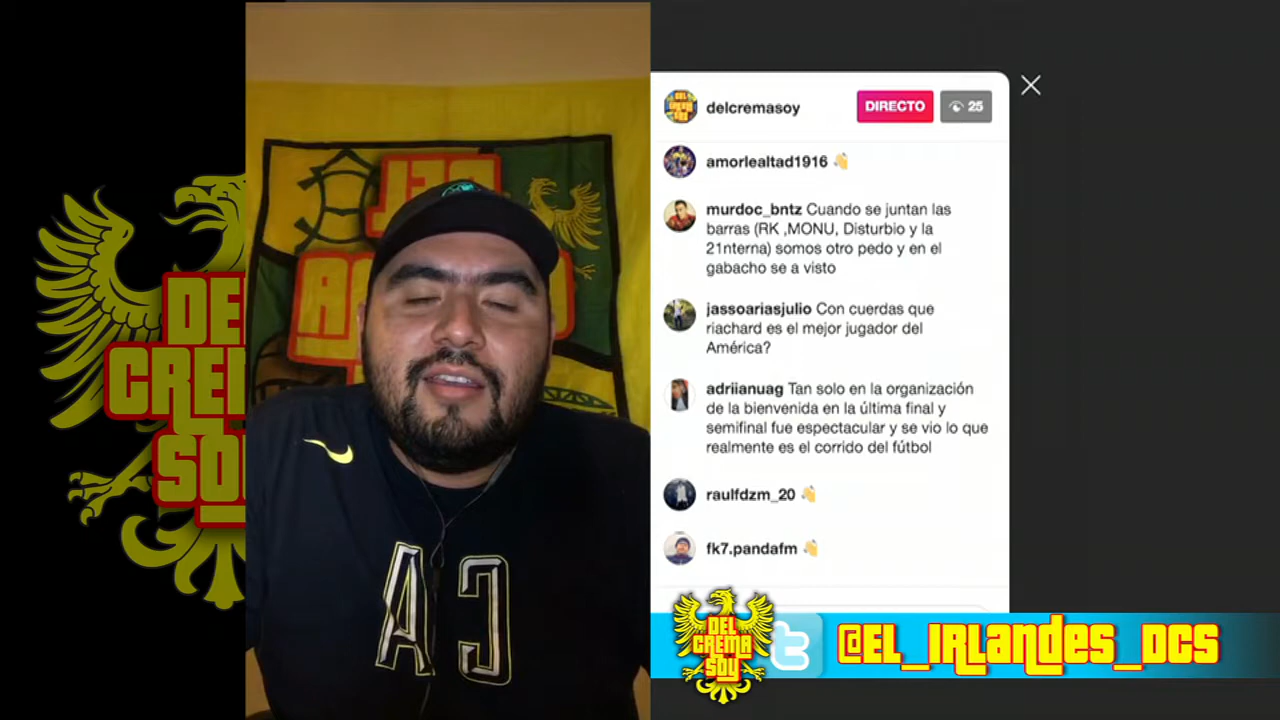 DEL
CREMA
SOY
delcremasoy
DIRECTO
25
amorlealtad1916
murdoc_bntz Cuando se juntan las
barras (RK ,MONU, Disturbio y la
21nterna) somos otro pedo y en el
gabacho se a visto
jassoariasjulio Con cuerdas que
riachard es el mejor jugador del
América?
adriianuag Tan solo en la organización
de la bienvenida en la última final y
semifinal fue espectacular y se vio lo que
realmente es el corrido del fútbol
raulfdzm_20
fk7.pandafm
DEL
CREMA
SOY
@EL_IRLANDES_DCS